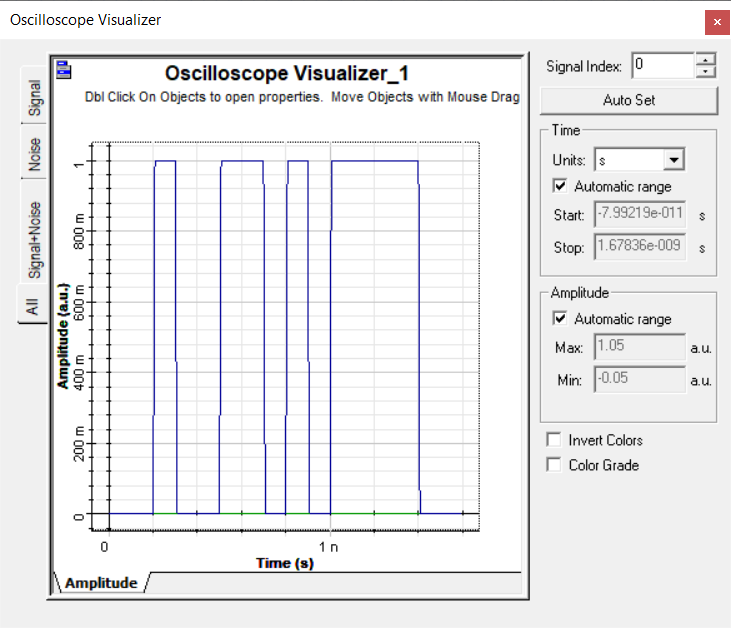 Oscilloscope Visualizer
Signal
Noise
Signal+Noise
All
Oscilloscope Visualizer_1
Dbl Click On Objects to open properties. Move Objects with Mouse Drag
Amplitude (a.u.)
1
800 m
600 m
400 m
200 m
0
0
1 n
Time (s)
Amplitude
Signal Index: 0
Auto Set
Time
Units: s
Automatic range
Start: -7.99219e-011 s
Stop: 1.67836e-009 s
Amplitude
Automatic range
Max: 1.05 a.u.
Min: -0.05 a.u.
Invert Colors
Color Grade